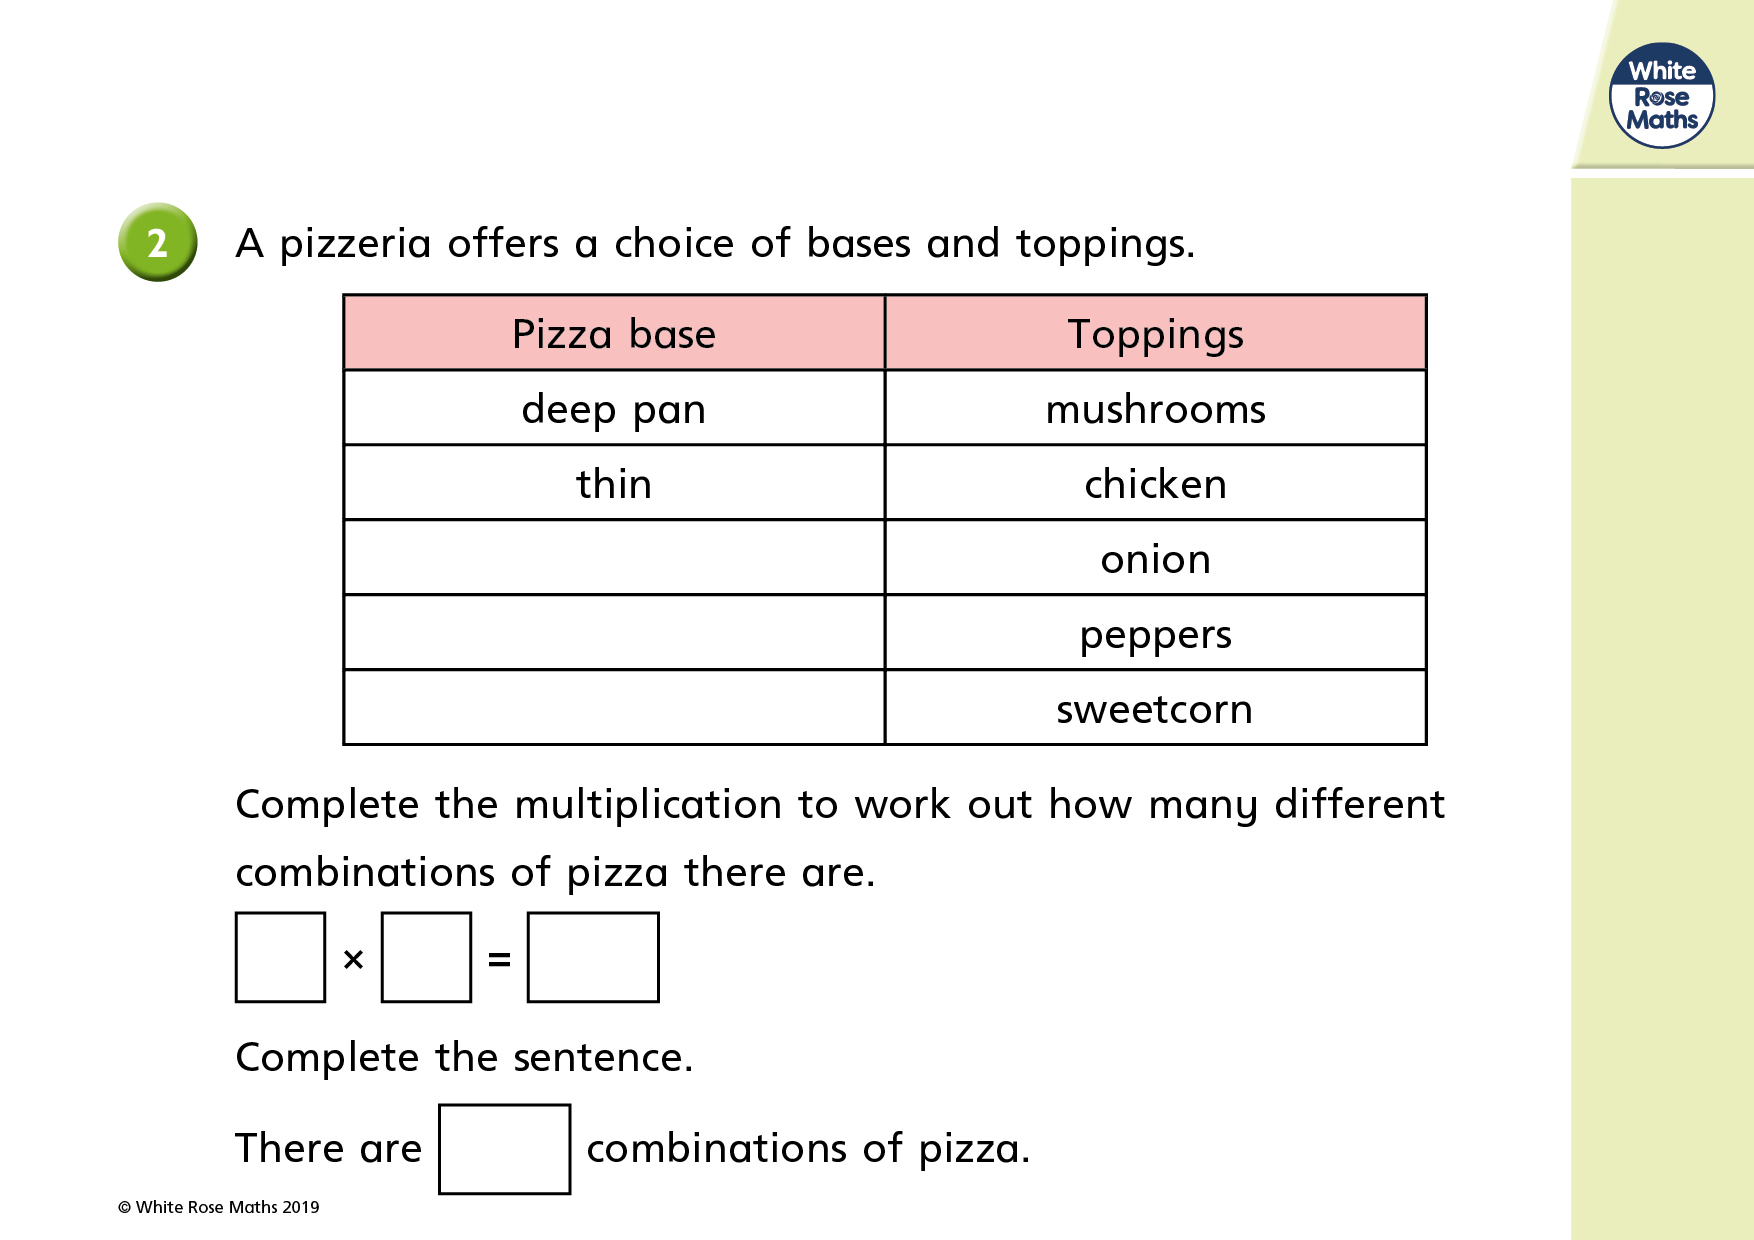 White
Rose
Maths
2 A pizzeria offers a choice of bases and toppings.
Pizza base Toppings
deep pan mushrooms
thin chicken
onion
peppers
sweetcorn
Complete the multiplication to work out how many different
combinations of pizza there are.
× =
Complete the sentence.
There are combinations of pizza.
© White Rose Maths 2019